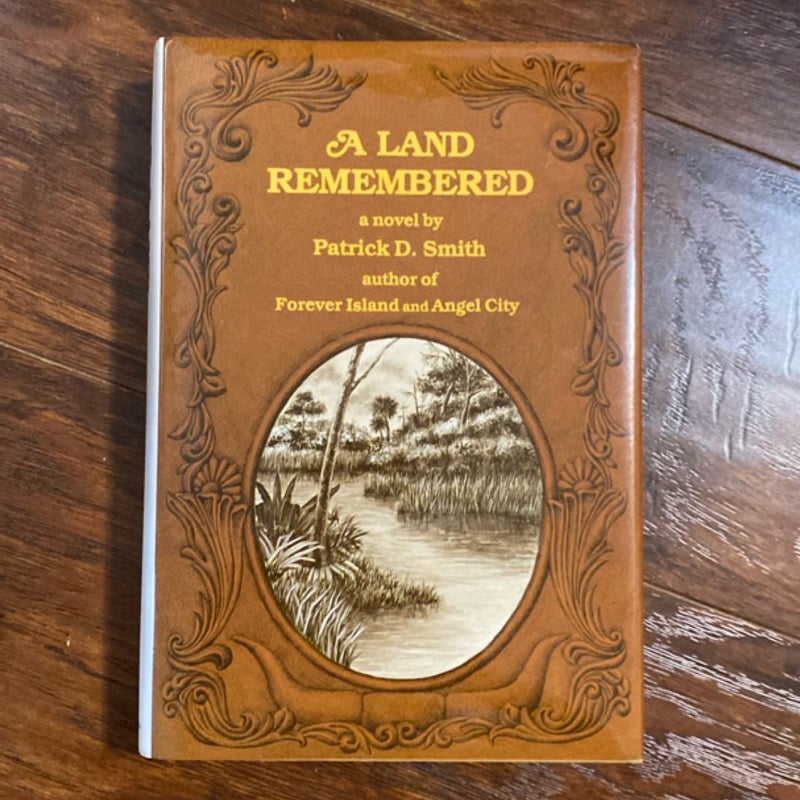 A LAND
REMEMBERED
a novel by
Patrick D. Smith
author of
Forever Island and Angel City